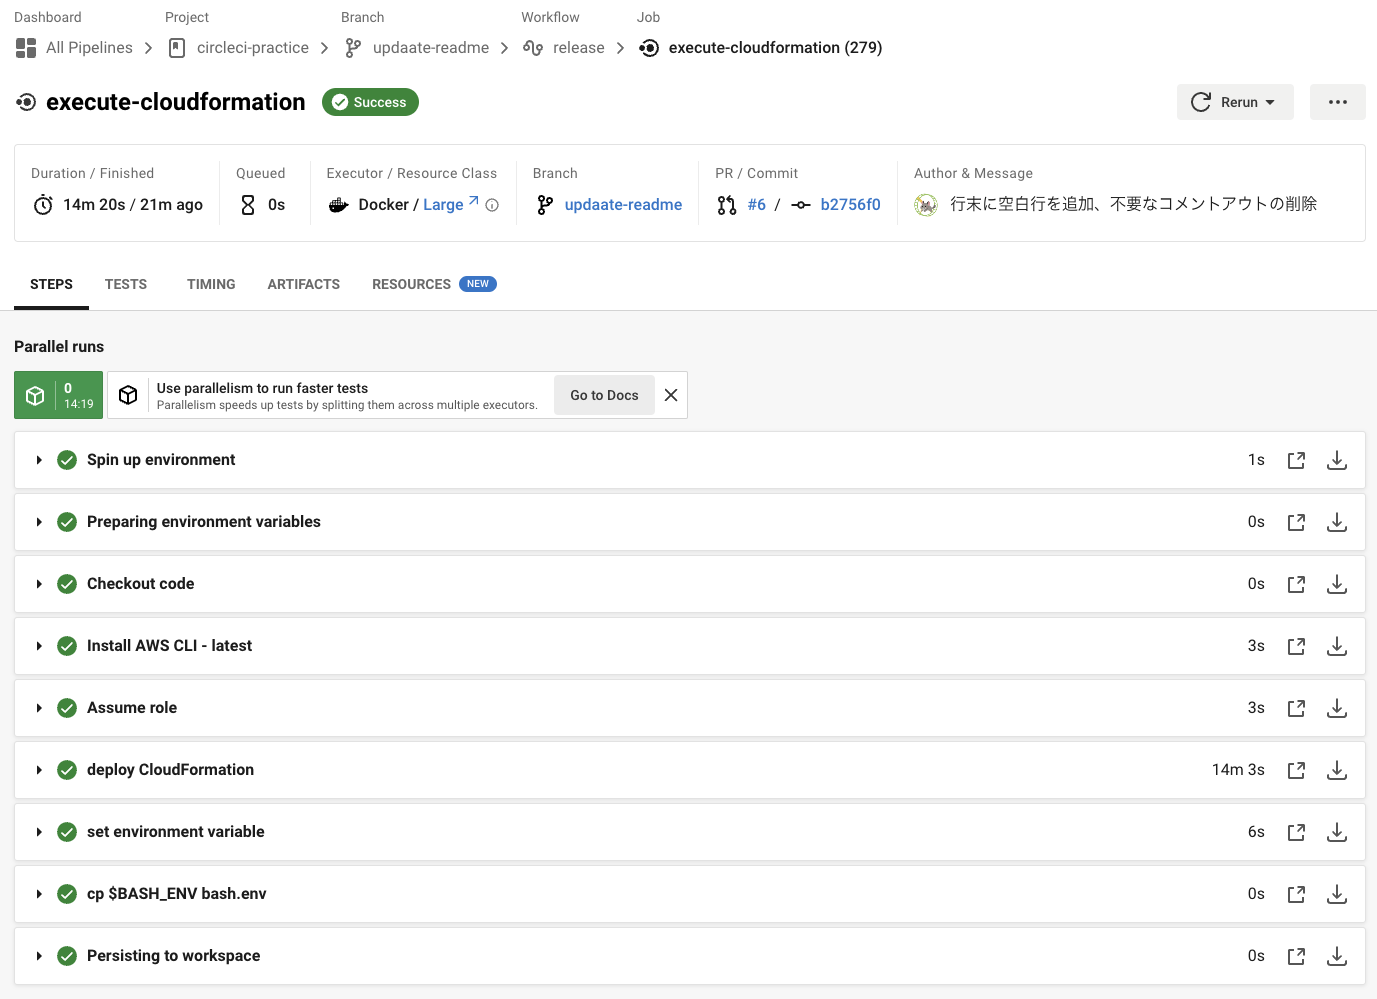 Dashboard Project Branch Workflow Job
All Pipelines circleci-practice updaate-readme release execute-cloudformation (279)
execute-cloudformation Success Rerun
Duration / Finished Queued Executor / Resource Class Branch PR / Commit Author & Message
14m 20s / 21m ago 0s Docker / Large updaate-readme #6 / b2756f0 行末に空白行を追加、不要なコメントアウトの削除
STEPS TESTS TIMING ARTIFACTS RESOURCES NEW
Parallel runs
0
14:19
Use parallelism to run faster tests
Parallelism speeds up tests by splitting them across multiple executors.
Go to Docs
Spin up environment 1s
Preparing environment variables 0s
Checkout code 0s
Install AWS CLI - latest 3s
Assume role 3s
deploy CloudFormation 14m 3s
set environment variable 6s
cp $BASH_ENV bash.env 0s
Persisting to workspace 0s